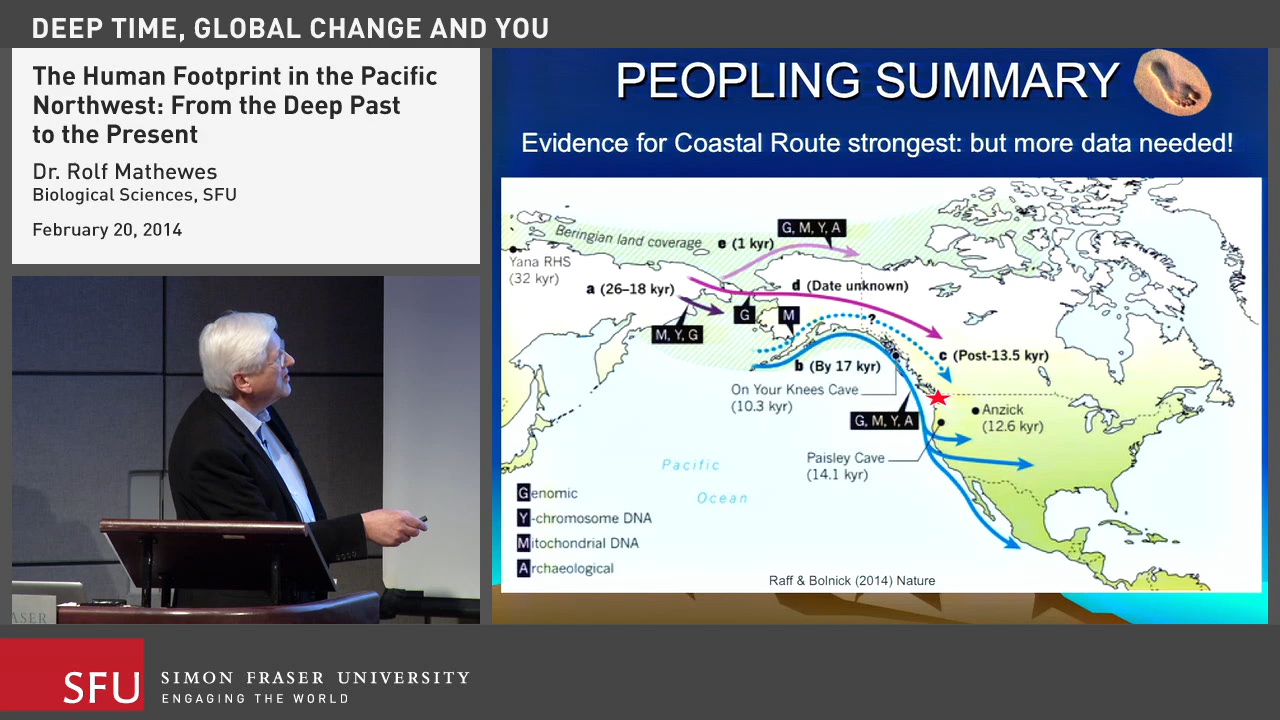 DEEP TIME, GLOBAL CHANGE AND YOU
The Human Footprint in the Pacific
Northwest: From the Deep Past
to the Present
Dr. Rolf Mathewes
Biological Sciences, SFU
February 20, 2014
PEOPLING SUMMARY
Evidence for Coastal Route strongest: but more data needed!
Beringian land coverage
e (1 kyr)
G, M, Y, A
Yana RHS
(32 kyr)
a (26–18 kyr)
d (Date unknown)
G
M
?
M, Y, G
c (Post-13.5 kyr)
b (By 17 kyr)
On Your Knees Cave
(10.3 kyr)
G, M, Y, A
Anzick
(12.6 kyr)
Paisley Cave
(14.1 kyr)
Pacific
Ocean
Genomic
Y-chromosome DNA
Mitochondrial DNA
Archaeological
Raff & Bolnick (2014) Nature
ASER
SFU
SIMON FRASER UNIVERSITY
ENGAGING THE WORLD